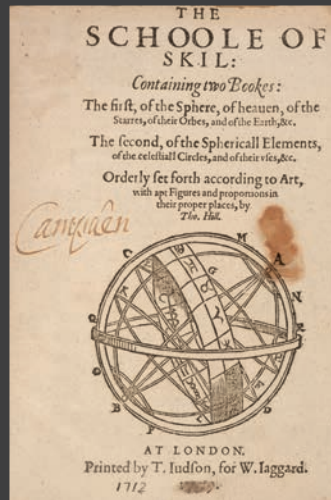 THE
SCHOOLE OF
SKIL:
Containing two Bookes:
The first, of the Sphere, of heauen, of the
Starres, of their Orbes, and of the Earth, &c.
The second, of the Sphericall Elements,
of the celestiall Circles, and of their vses, &c.
Orderly set forth according to Art,
with apt Figures and proportions in
their proper places, by
Tho. Hill.
C
M
A
G
N
Q
R
O
B
F
D
AT LONDON.
Printed by T. Iudson, for W. Iaggard.
1712